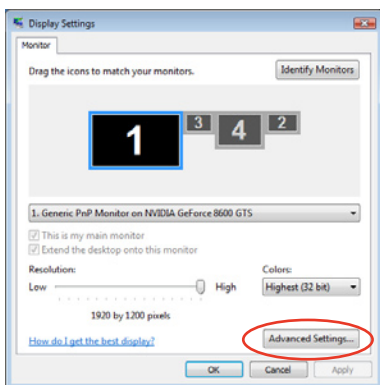 Display Settings
Monitor
Drag the icons to match your monitors.
Identify Monitors
1 3 4 2
1. Generic PnP Monitor on NVIDIA GeForce 8600 GTS
This is my main monitor
Extend the desktop onto this monitor
Resolution: Colors:
Low High Highest (32 bit)
1920 by 1200 pixels
How do I get the best display? Advanced Settings...
OK Cancel Apply